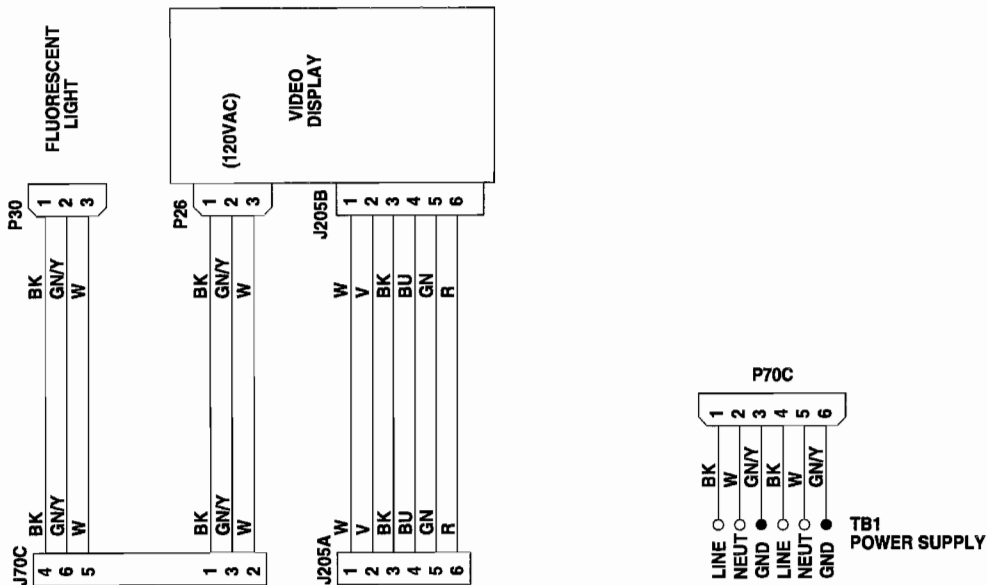 FLUORESCENT
LIGHT
(120VAC)
VIDEO
DISPLAY
P30
1 2 3
P26
1 2 3
J205B
1 2 3 4 5 6
BK GN/Y W
BK GN/Y W
W V BK BU GN R
BK GN/Y W
BK GN/Y W
W V BK BU GN R
J70C
4 6 5 1 3 2
J205A
1 2 3 4 5 6
P70C
1 2 3 4 5 6
BK W GN/Y BK W GN/Y
LINE NEUT GND LINE NEUT GND
TB1
POWER SUPPLY